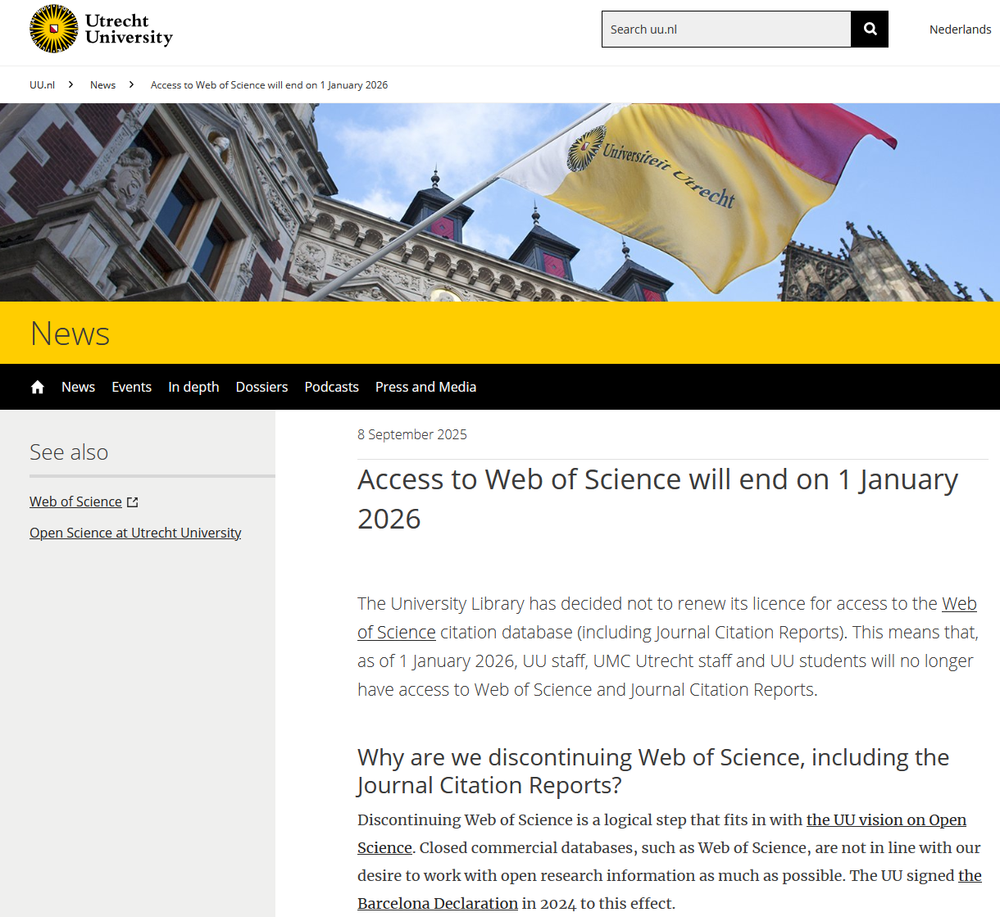 Utrecht
University
Search uu.nl
Nederlands
UU.nl
News
Access to Web of Science will end on 1 January 2026
Universiteit Utrecht
News
News
Events
In depth
Dossiers
Podcasts
Press and Media
See also
Web of Science
Open Science at Utrecht University
8 September 2025
Access to Web of Science will end on 1 January
2026
The University Library has decided not to renew its licence for access to the Web
of Science citation database (including Journal Citation Reports). This means that,
as of 1 January 2026, UU staff, UMC Utrecht staff and UU students will no longer
have access to Web of Science and Journal Citation Reports.
Why are we discontinuing Web of Science, including the
Journal Citation Reports?
Discontinuing Web of Science is a logical step that fits in with the UU vision on Open
Science. Closed commercial databases, such as Web of Science, are not in line with our
desire to work with open research information as much as possible. The UU signed the
Barcelona Declaration in 2024 to this effect.